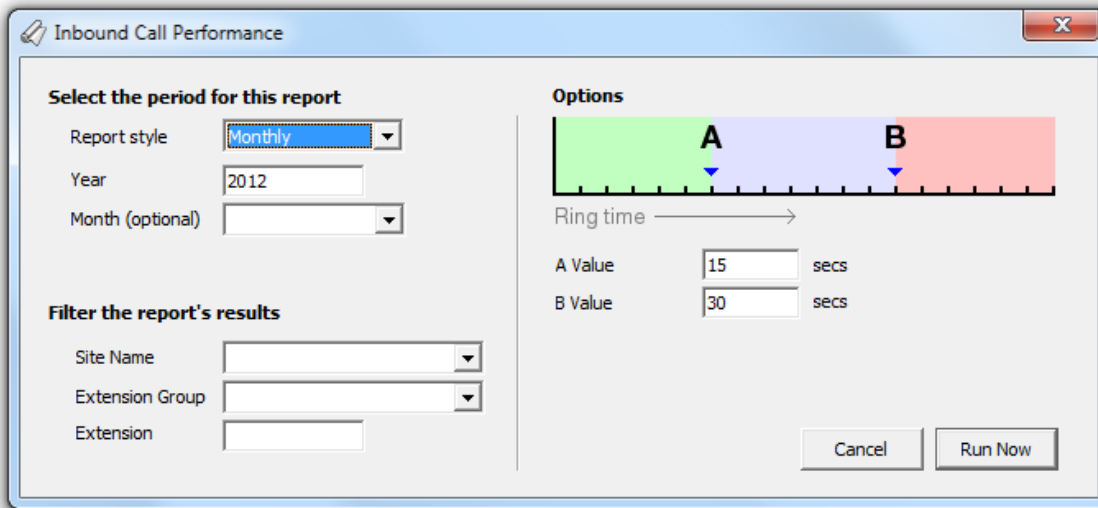 Inbound Call Performance
Select the period for this report
Report style Monthly
Year 2012
Month (optional)
Filter the report's results
Site Name
Extension Group
Extension
Options
A B
Ring time
A Value 15 secs
B Value 30 secs
Cancel Run Now